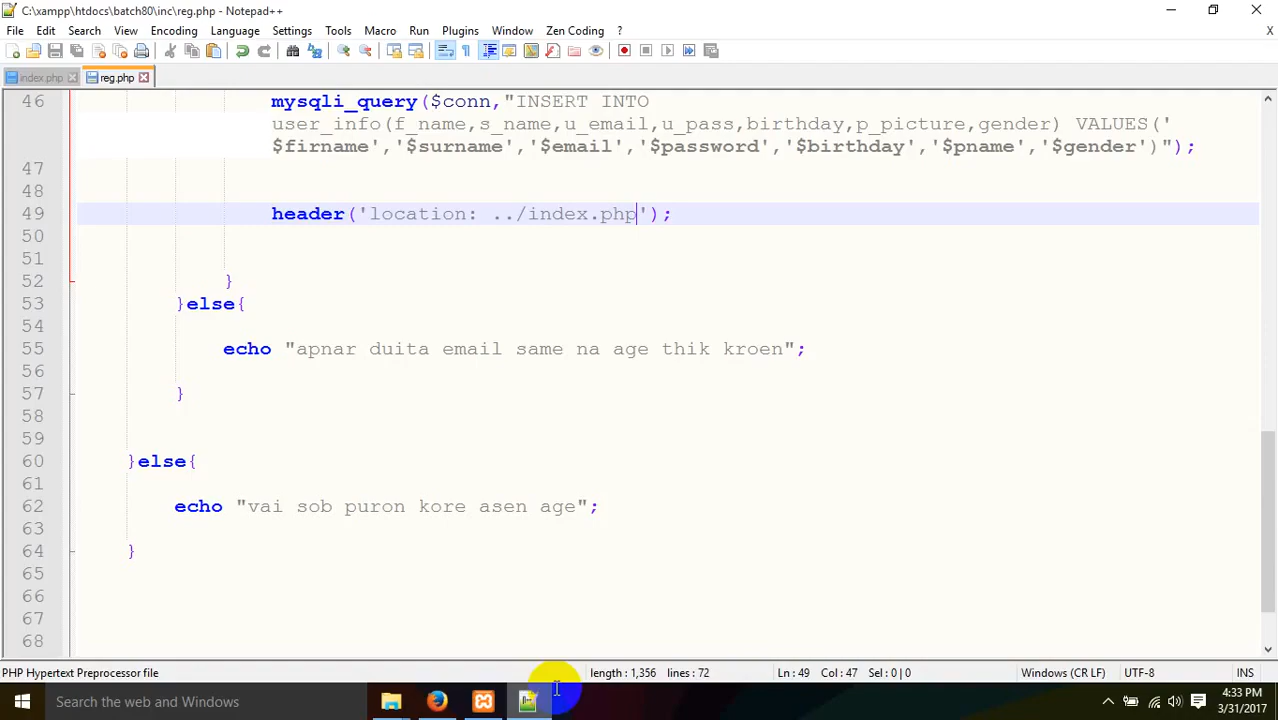 C:\xampp\htdocs\batch80\inc\reg.php - Notepad++
File Edit Search View Encoding Language Settings Tools Macro Run Plugins Window Zen Coding ? X
index.php reg.php
46 mysqli_query($conn,"INSERT INTO
user_info(f_name,s_name,u_email,u_pass,birthday,p_picture,gender) VALUES('
$firname','$surname','$email','$password','$birthday','$pname','$gender')");
47
48
49 header('location: ../index.php');
50
51
52 }
53 }else{
54
55 echo "apnar duita email same na age thik kroen";
56
57 }
58
59
60 }else{
61
62 echo "vai sob puron kore asen age";
63
64 }
65
66
67
68
PHP Hypertext Preprocessor file length : 1,356 lines : 72 Ln : 49 Col : 47 Sel : 0 | 0 Windows (CR LF) UTF-8 INS
Search the web and Windows
4:33 PM
3/31/2017